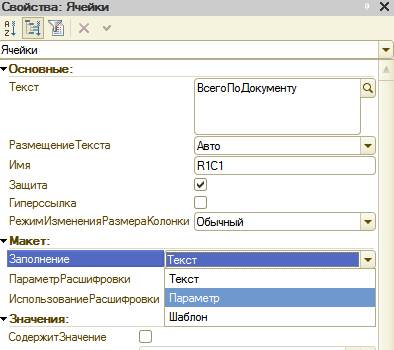 Свойства: Ячейки
Ячейки
Основные:
Текст ВсегоПоДокументу
РазмещениеТекста Авто
Имя R1C1
Защита
Гиперссылка
РежимИзмененияРазмераКолонки Обычный
Макет:
Заполнение Текст
ПараметрРасшифровки Текст
Параметр
ИспользованиеРасшифровки
Шаблон
Значения:
СодержитЗначение